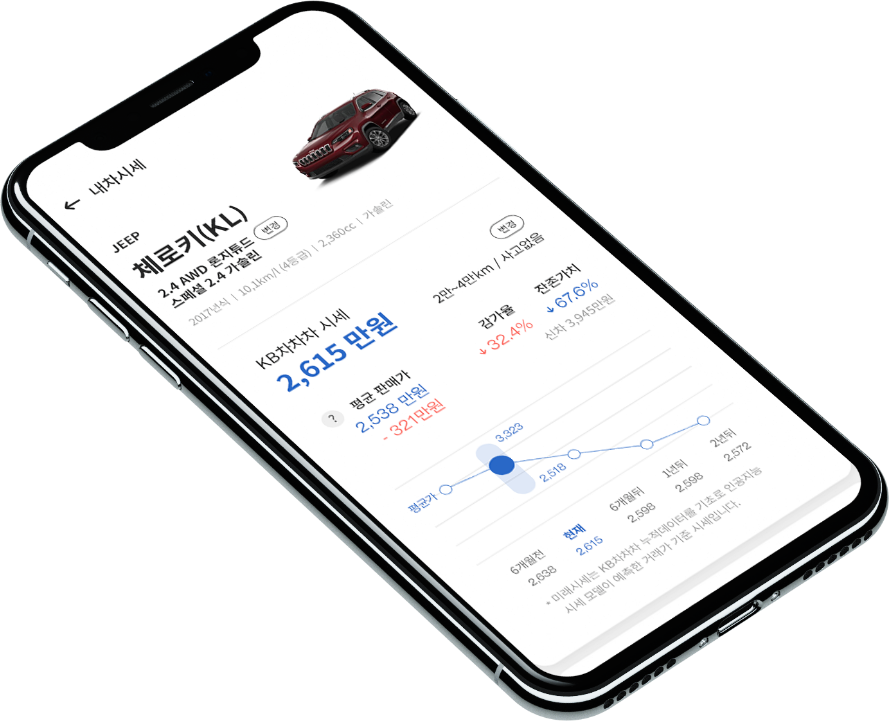 ← 내차시세
JEEP
체로키(KL)
2.4 AWD 론지튜드 변경
스페셜 2.4 가솔린
2017년식 | 10.1km/l (4등급) | 2,360cc | 가솔린
KB차차차 시세
2,615 만원
변경
2만~4만km / 사고없음
감가율
↓32.4%
잔존가치
↓67.6%
신차 3,945만원
? 평균 판매가
2,538 만원
- 321만원
3,323
2,518
평균가
6개월전 현재 6개월뒤 1년뒤 2년뒤
2,638 2,615 2,598 2,598 2,572
* 미래시세는 KB차차차 누적데이터를 기초로 인공지능
시세 모델이 예측한 거래가 기준 시세입니다.